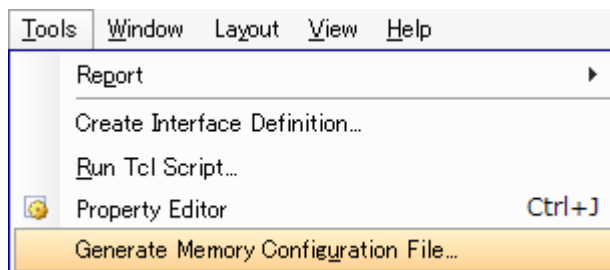 Tools Window Layout View Help
Report
Create Interface Definition...
Run Tcl Script...
Property Editor Ctrl+J
Generate Memory Configuration File...